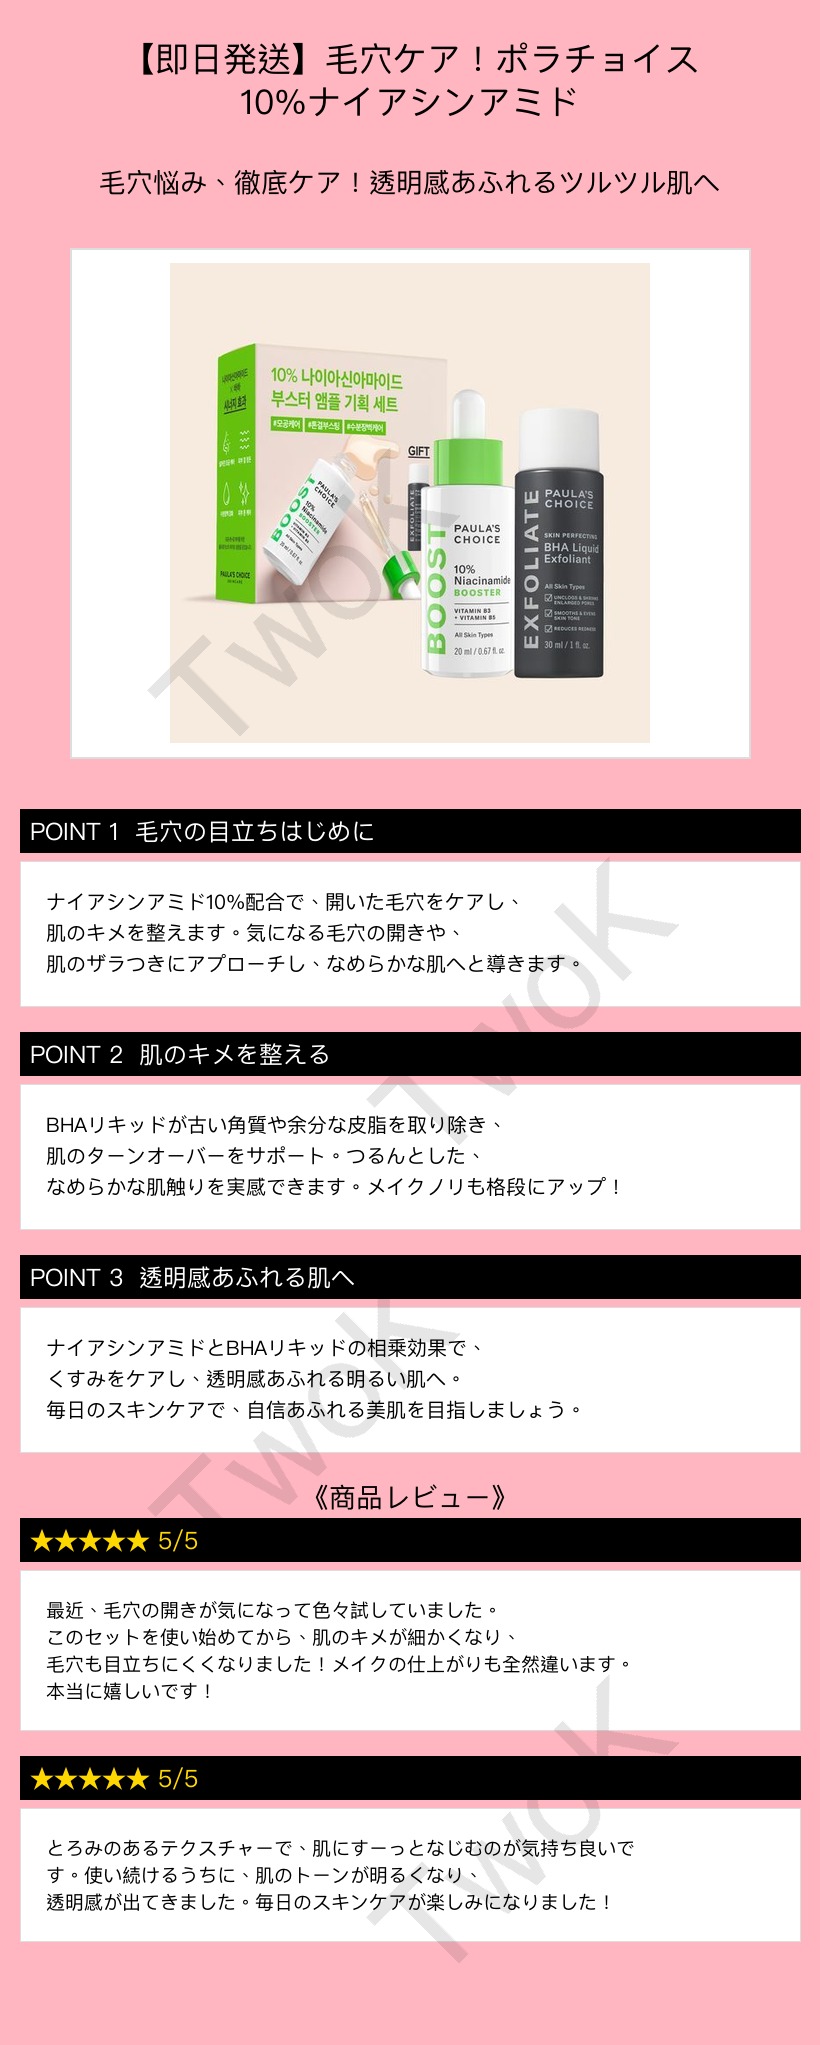 【即日発送】毛穴ケア！ポラチョイス
10%ナイアシンアミド
毛穴悩み、徹底ケア！透明感あふれるツルツル肌へ
나이아신아마이드
시너지 효과
PAULA'S CHOICE
10% 나이아신아마이드
부스터 앰플 기획 세트
#모공케어 #톤결부스팅 #수분장벽케어
GIFT
BOOST
PAULA'S
CHOICE
10%
Niacinamide
BOOSTER
EXFOLIATE
BOOST
PAULA'S
CHOICE
10%
Niacinamide
BOOSTER
VITAMIN B3
+ VITAMIN B5
All Skin Types
20 ml / 0.67 fl. oz.
EXFOLIATE
PAULA'S
CHOICE
SKIN PERFECTING
BHA Liquid
Exfoliant
All Skin Types
UNCLOGS & SHRINKS
ENLARGED PORES
SMOOTHS & EVENS
SKIN TONE
REDUCES REDNESS
30 ml / 1 fl. oz.
TwoK
POINT 1 毛穴の目立ちはじめに
ナイアシンアミド10%配合で、開いた毛穴をケアし、
肌のキメを整えます。気になる毛穴の開きや、
肌のザラつきにアプローチし、なめらかな肌へと導きます。
TwoK
POINT 2 肌のキメを整える
BHAリキッドが古い角質や余分な皮脂を取り除き、
肌のターンオーバーをサポート。つるんとした、
なめらかな肌触りを実感できます。メイクノリも格段にアップ！
POINT 3 透明感あふれる肌へ
ナイアシンアミドとBHAリキッドの相乗効果で、
くすみをケアし、透明感あふれる明るい肌へ。
毎日のスキンケアで、自信あふれる美肌を目指しましょう。
TwoK
《商品レビュー》
★★★★★ 5/5
最近、毛穴の開きが気になって色々試していました。
このセットを使い始めてから、肌のキメが細かくなり、
毛穴も目立ちにくくなりました！メイクの仕上がりも全然違います。
本当に嬉しいです！
★★★★★ 5/5
とろみのあるテクスチャーで、肌にすーっとなじむのが気持ち良いで
す。使い続けるうちに、肌のトーンが明るくなり、
透明感が出てきました。毎日のスキンケアが楽しみになりました！
TwoK